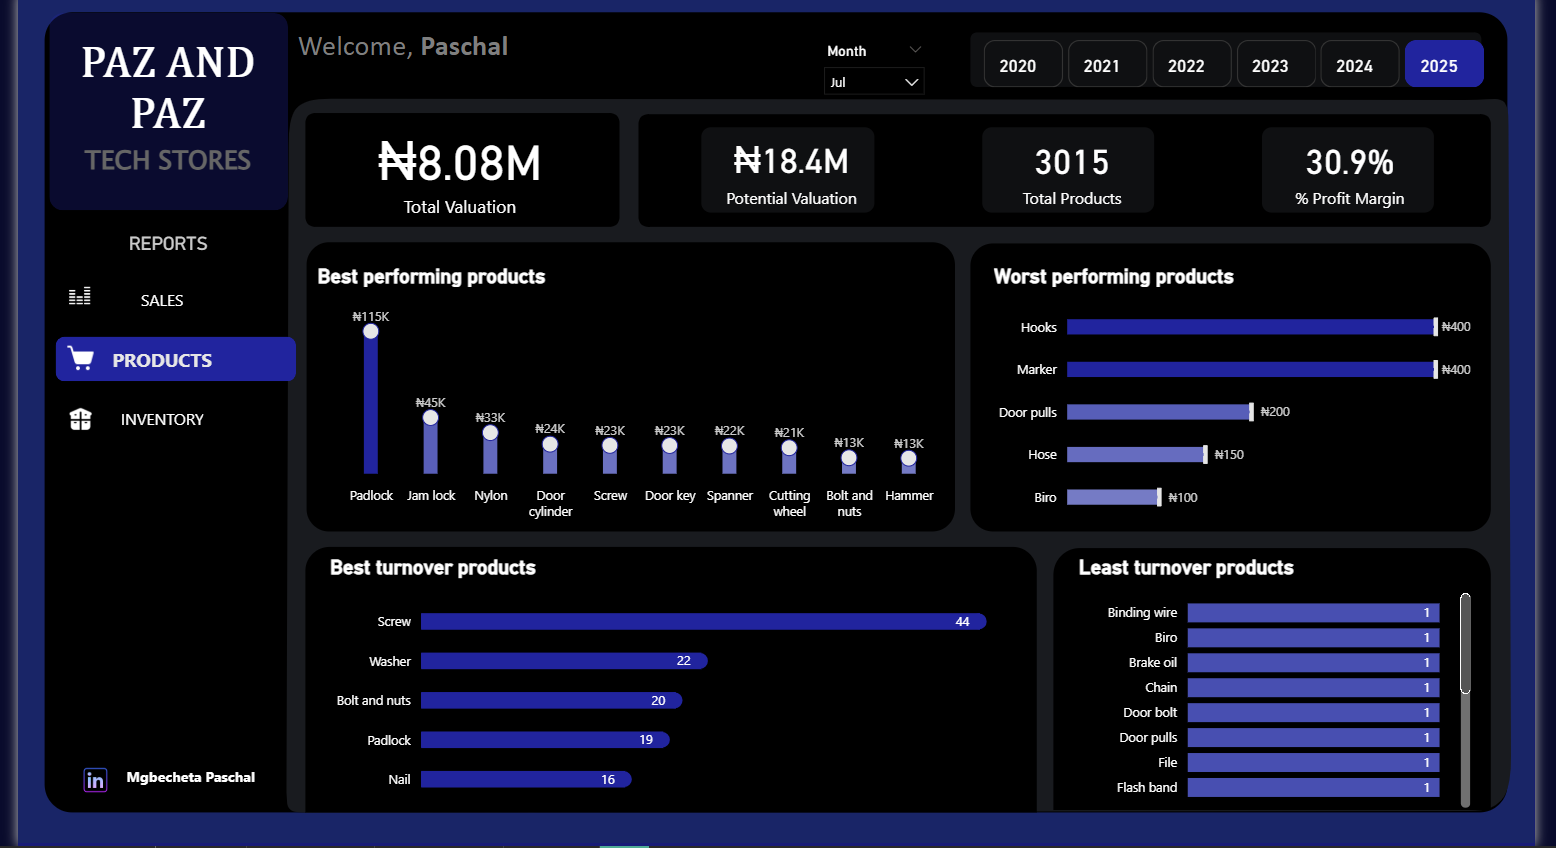 PAZ AND
PAZ
TECH STORES
Welcome, Paschal
Month
Jul
2020
2021
2022
2023
2024
2025
₦8.08M
Total Valuation
₦18.4M
Potential Valuation
3015
Total Products
30.9%
% Profit Margin
REPORTS
SALES
PRODUCTS
INVENTORY
Best performing products
₦115K
₦45K
₦33K
₦24K
₦23K
₦23K
₦22K
₦21K
₦13K
₦13K
Padlock
Jam lock
Nylon
Door
cylinder
Screw
Door key
Spanner
Cutting
wheel
Bolt and
nuts
Hammer
Worst performing products
Hooks ₦400
Marker ₦400
Door pulls ₦200
Hose ₦150
Biro ₦100
Best turnover products
Screw 44
Washer 22
Bolt and nuts 20
Padlock 19
Nail 16
Least turnover products
Binding wire 1
Biro 1
Brake oil 1
Chain 1
Door bolt 1
Door pulls 1
File 1
Flash band 1
in Mgbecheta Paschal